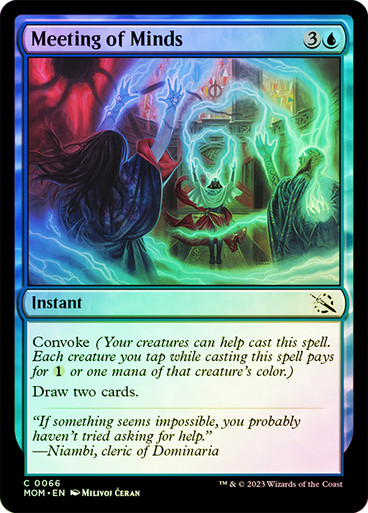 Meeting of Minds 3
Instant
Convoke (Your creatures can help cast this spell.
Each creature you tap while casting this spell pays
for 1 or one mana of that creature's color.)
Draw two cards.
"If something seems impossible, you probably
haven't tried asking for help."
—Niambi, cleric of Dominaria
C 0066
MOM • EN Milivoj Ćeran
™ & © 2023 Wizards of the Coast